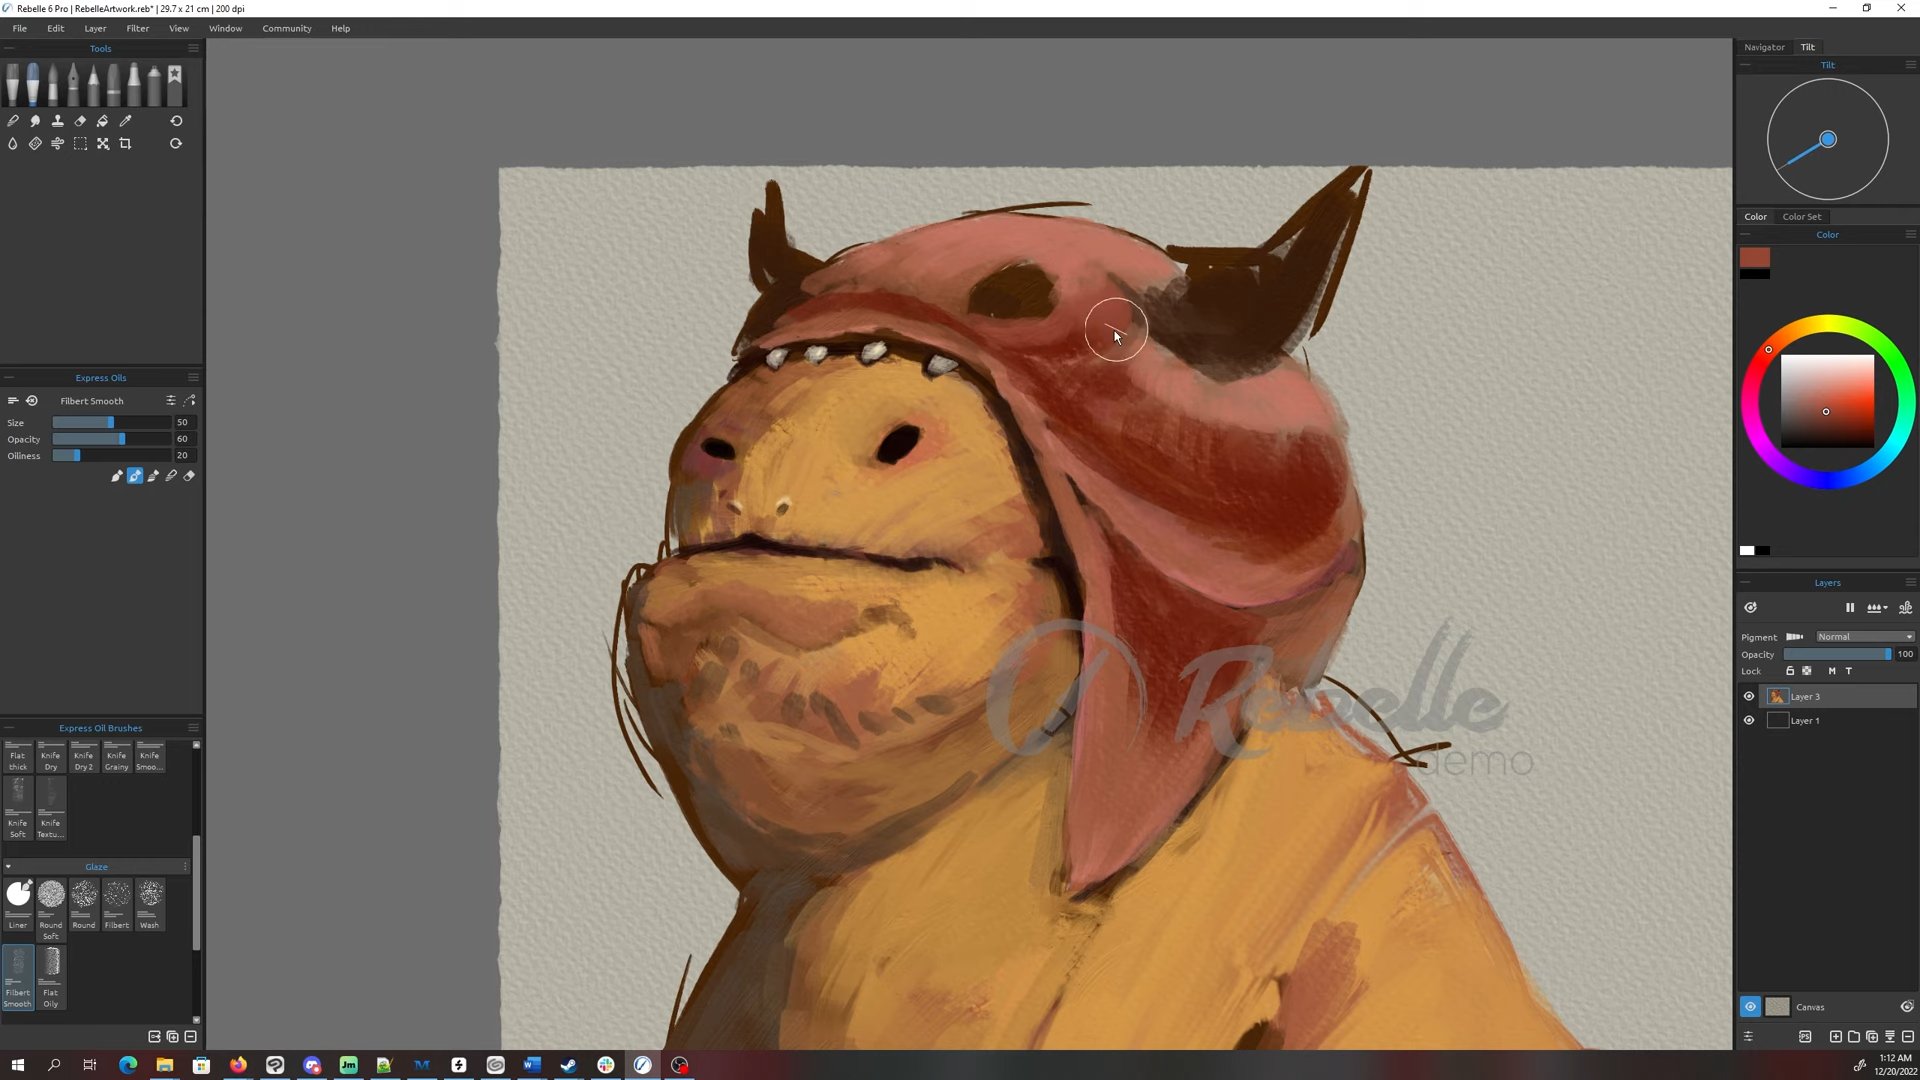 Rebelle 6 Pro | RebelleArtwork.reb* | 29.7 x 21 cm | 200 dpi
File Edit Layer Filter View Window Community Help
Tools
Express Oils
Filbert Smooth
Size 50
Opacity 60
Oiliness 20
Express Oil Brushes
Flat thick
Knife Dry
Knife Dry 2
Knife Grainy
Knife Smoo...
Knife Soft
Knife Textu...
Glaze
Liner
Round Soft
Round
Filbert
Wash
Filbert Smooth
Flat Oily
Rebelle
demo
Navigator Tilt
Tilt
Color Color Set
Color
Layers
Pigment Normal
Opacity 100
Lock M T
Layer 3
Layer 1
Canvas
PS
Jm
1:12 AM
12/20/2022